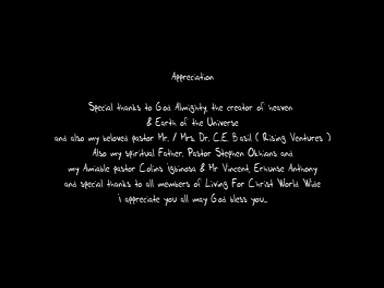 Appreciation
Special thanks to God Almighty, the creator of heaven
& Earth of the Universe
and also my beloved pastor Mr. / Mrs. Dr. C.E. Basil ( Rising Ventures )
Also my spiritual Father, Pastor Stephen Okhians and
my Amiable pastor Colins Igbinosa & Mr Vincent, Erhunse Anthony
and special thanks to all members of Living For Christ World Wide
i appreciate you all may God bless you...